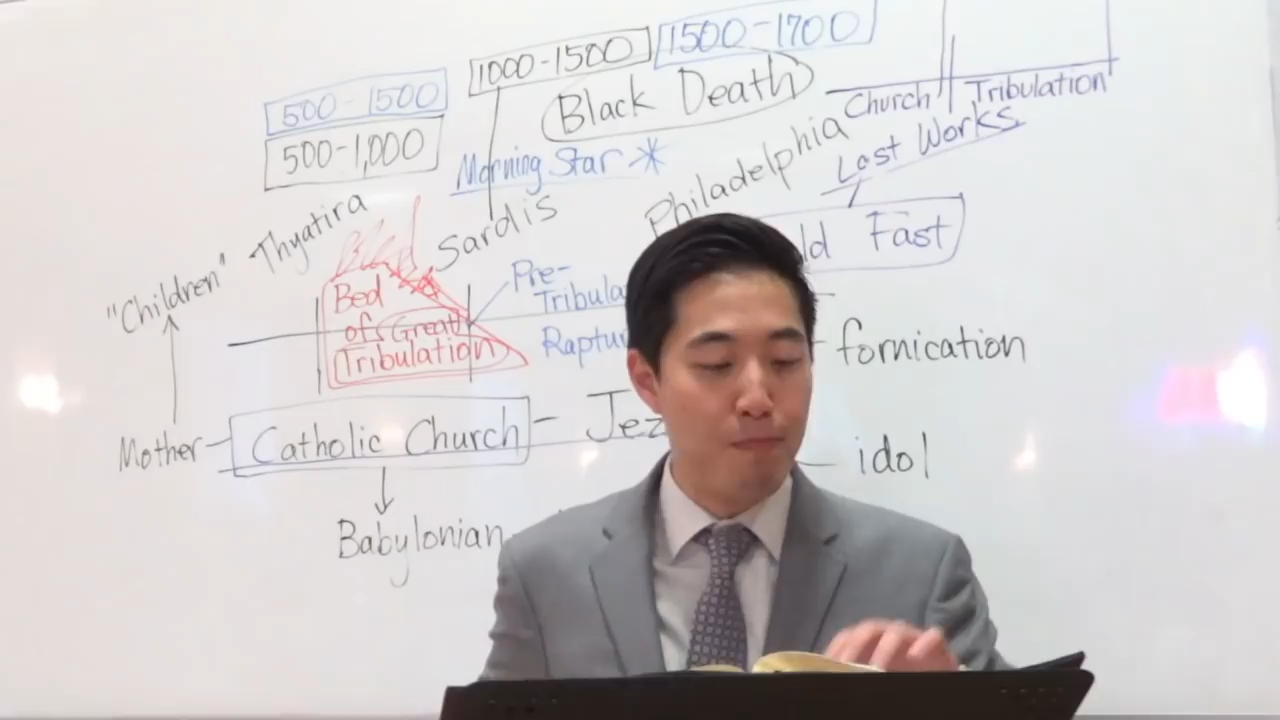 1500-1700
1000-1500
500-1500
Black Death
Church
Tribulation
500-1,000
Morning Star
Last Works
Philadelphia
Thyatira
Sardis
"Children"
Fast
Bed
of Great
Tribulation
Pre-
Tribula
Raptu
fornication
Mother
Catholic Church
Jez
idol
Babylonian